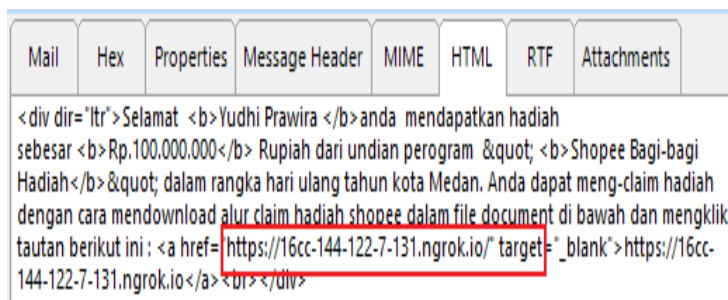 Mail Hex Properties Message Header MIME HTML RTF Attachments
<div dir="ltr">Selamat <b>Yudhi Prawira </b>anda mendapatkan hadiah
sebesar <b>Rp.100.000.000</b> Rupiah dari undian perogram &quot; <b>Shopee Bagi-bagi
Hadiah</b>&quot; dalam rangka hari ulang tahun kota Medan. Anda dapat meng-claim hadiah
dengan cara mendownload alur claim hadiah shopee dalam file document di bawah dan mengklik
tautan berikut ini : <a href="https://16cc-144-122-7-131.ngrok.io/" target="_blank">https://16cc-
144-122-7-131.ngrok.io</a><br></div>